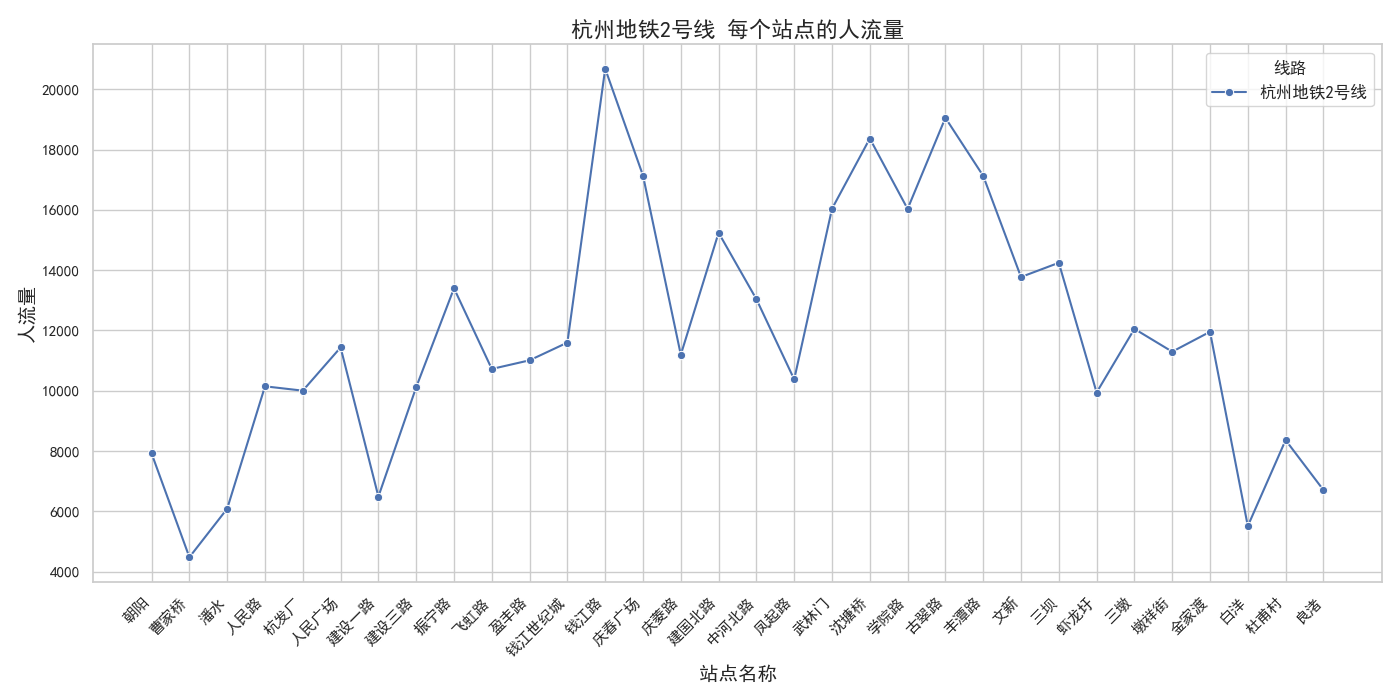 杭州地铁2号线 每个站点的人流量
线路
杭州地铁2号线
人流量
20000
18000
16000
14000
12000
10000
8000
6000
4000
朝阳
曹家桥
潘水
人民路
杭发厂
人民广场
建设一路
建设三路
振宁路
飞虹路
盈丰路
钱江世纪城
钱江路
庆春广场
庆菱路
建国北路
中河北路
凤起路
武林门
沈塘桥
学院路
古翠路
丰潭路
文新
三坝
虾龙圩
三墩
墩祥街
金家渡
白洋
杜甫村
良渚
站点名称